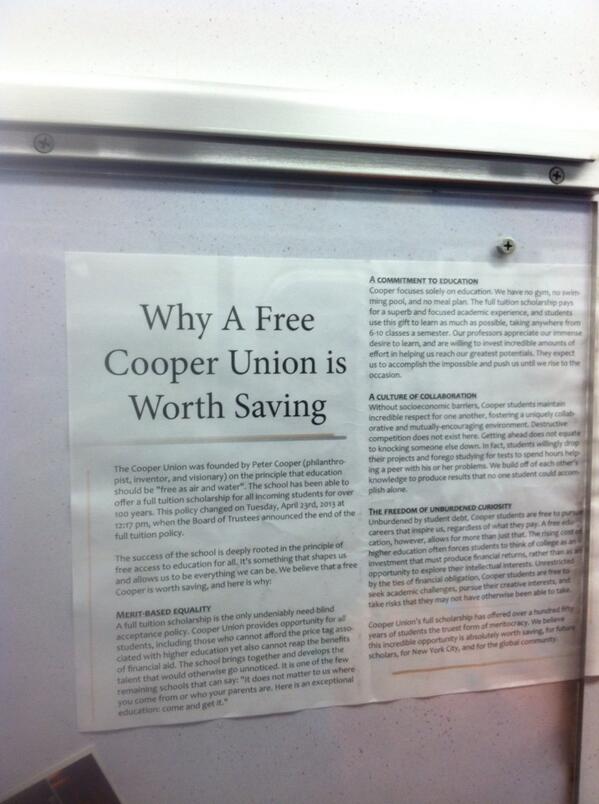 Why A Free
Cooper Union is
Worth Saving
The Cooper Union was founded by Peter Cooper (philanthro-
pist, inventor, and visionary) on the principle that education
should be "free as air and water". The school has been able to
offer a full tuition scholarship for all incoming students for over
100 years. This policy changed on Tuesday, April 23rd, 2013 at
12:17 pm, when the Board of Trustees announced the end of the
full tuition policy.
The success of the school is deeply rooted in the principle of
free access to education for all. It's something that shapes us
and allows us to be everything we can be. We believe that a free
Cooper is worth saving, and here is why:
MERIT-BASED EQUALITY
A full tuition scholarship is the only undeniably need blind
acceptance policy. Cooper Union provides opportunity for all
students, including those who cannot afford the price tag asso-
ciated with higher education yet also cannot reap the benefits
of financial aid. The school brings together and develops the
talent that would otherwise go unnoticed. It is one of the few
remaining schools that can say: "it does not matter to us where
you come from or who your parents are. Here is an exceptional
education: come and get it."
A COMMITMENT TO EDUCATION
Cooper focuses solely on education. We have no gym, no swim-
ming pool, and no meal plan. The full tuition scholarship pays
for a superb and focused academic experience, and students
use this gift to learn as much as possible, taking anywhere from
6-10 classes a semester. Our professors appreciate our immense
desire to learn, and are willing to invest incredible amounts of
effort in helping us reach our greatest potentials. They expect
us to accomplish the impossible and push us until we rise to the
occasion.
A CULTURE OF COLLABORATION
Without socioeconomic barriers, Cooper students maintain
incredible respect for one another, fostering a uniquely collab-
orative and mutually-encouraging environment. Destructive
competition does not exist here. Getting ahead does not equate
to knocking someone else down. In fact, students willingly drop
their projects and forego studying for tests to spend hours help-
ing a peer with his or her problems. We build off of each other's
knowledge to produce results that no one student could accom-
plish alone.
THE FREEDOM OF UNBURDENED CURIOSITY
Unburdened by student debt, Cooper students are free to pursue
careers that inspire us, regardless of what they pay. A free edu-
cation, however, allows for more than just that. The rising cost of
higher education often forces students to think of college as an
investment that must produce financial returns, rather than as an
opportunity to explore their intellectual interests. Unrestricted
by the ties of financial obligation, Cooper students are free to
seek academic challenges, pursue their creative interests, and
take risks that they may not have otherwise been able to take.
Cooper Union's full scholarship has offered over a hundred fifty
years of students the truest form of meritocracy. We believe
this incredible opportunity is absolutely worth saving, for future
scholars, for New York City, and for the global community.